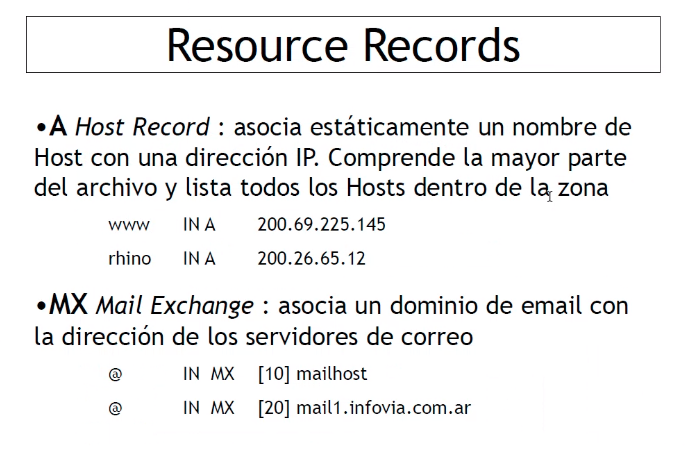 Resource Records
•A Host Record : asocia estáticamente un nombre de
Host con una dirección IP. Comprende la mayor parte
del archivo y lista todos los Hosts dentro de la zona
www IN A 200.69.225.145
rhino IN A 200.26.65.12
•MX Mail Exchange : asocia un dominio de email con
la dirección de los servidores de correo
@ IN MX [10] mailhost
@ IN MX [20] mail1.infovia.com.ar